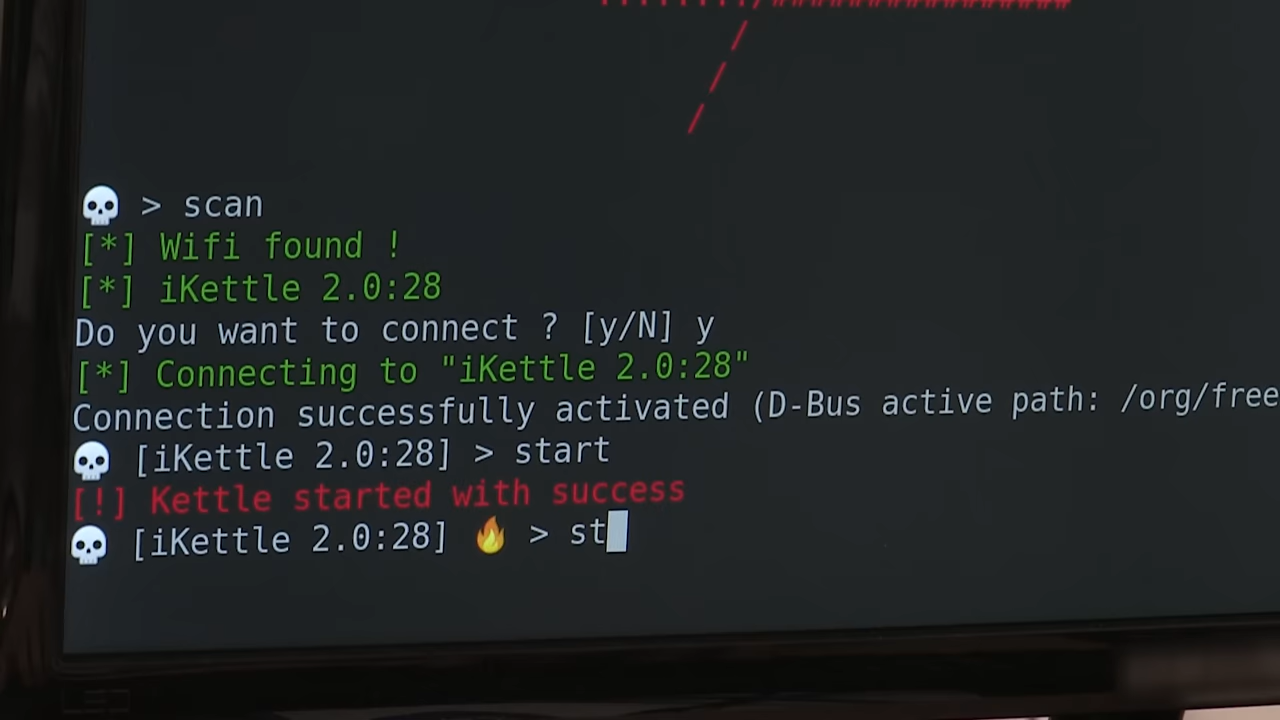 💀 > scan
[*] Wifi found !
[*] iKettle 2.0:28
Do you want to connect ? [y/N] y
[*] Connecting to "iKettle 2.0:28"
Connection successfully activated (D-Bus active path: /org/free
💀 [iKettle 2.0:28] > start
[!] Kettle started with success
💀 [iKettle 2.0:28] 🔥 > st